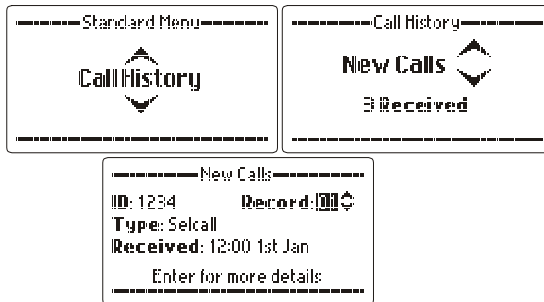 Standard Menu
Call History
Call History
New Calls
3 Received
New Calls
ID: 1234 Record: 01
Type: Selcall
Received: 12:00 1st Jan
Enter for more details